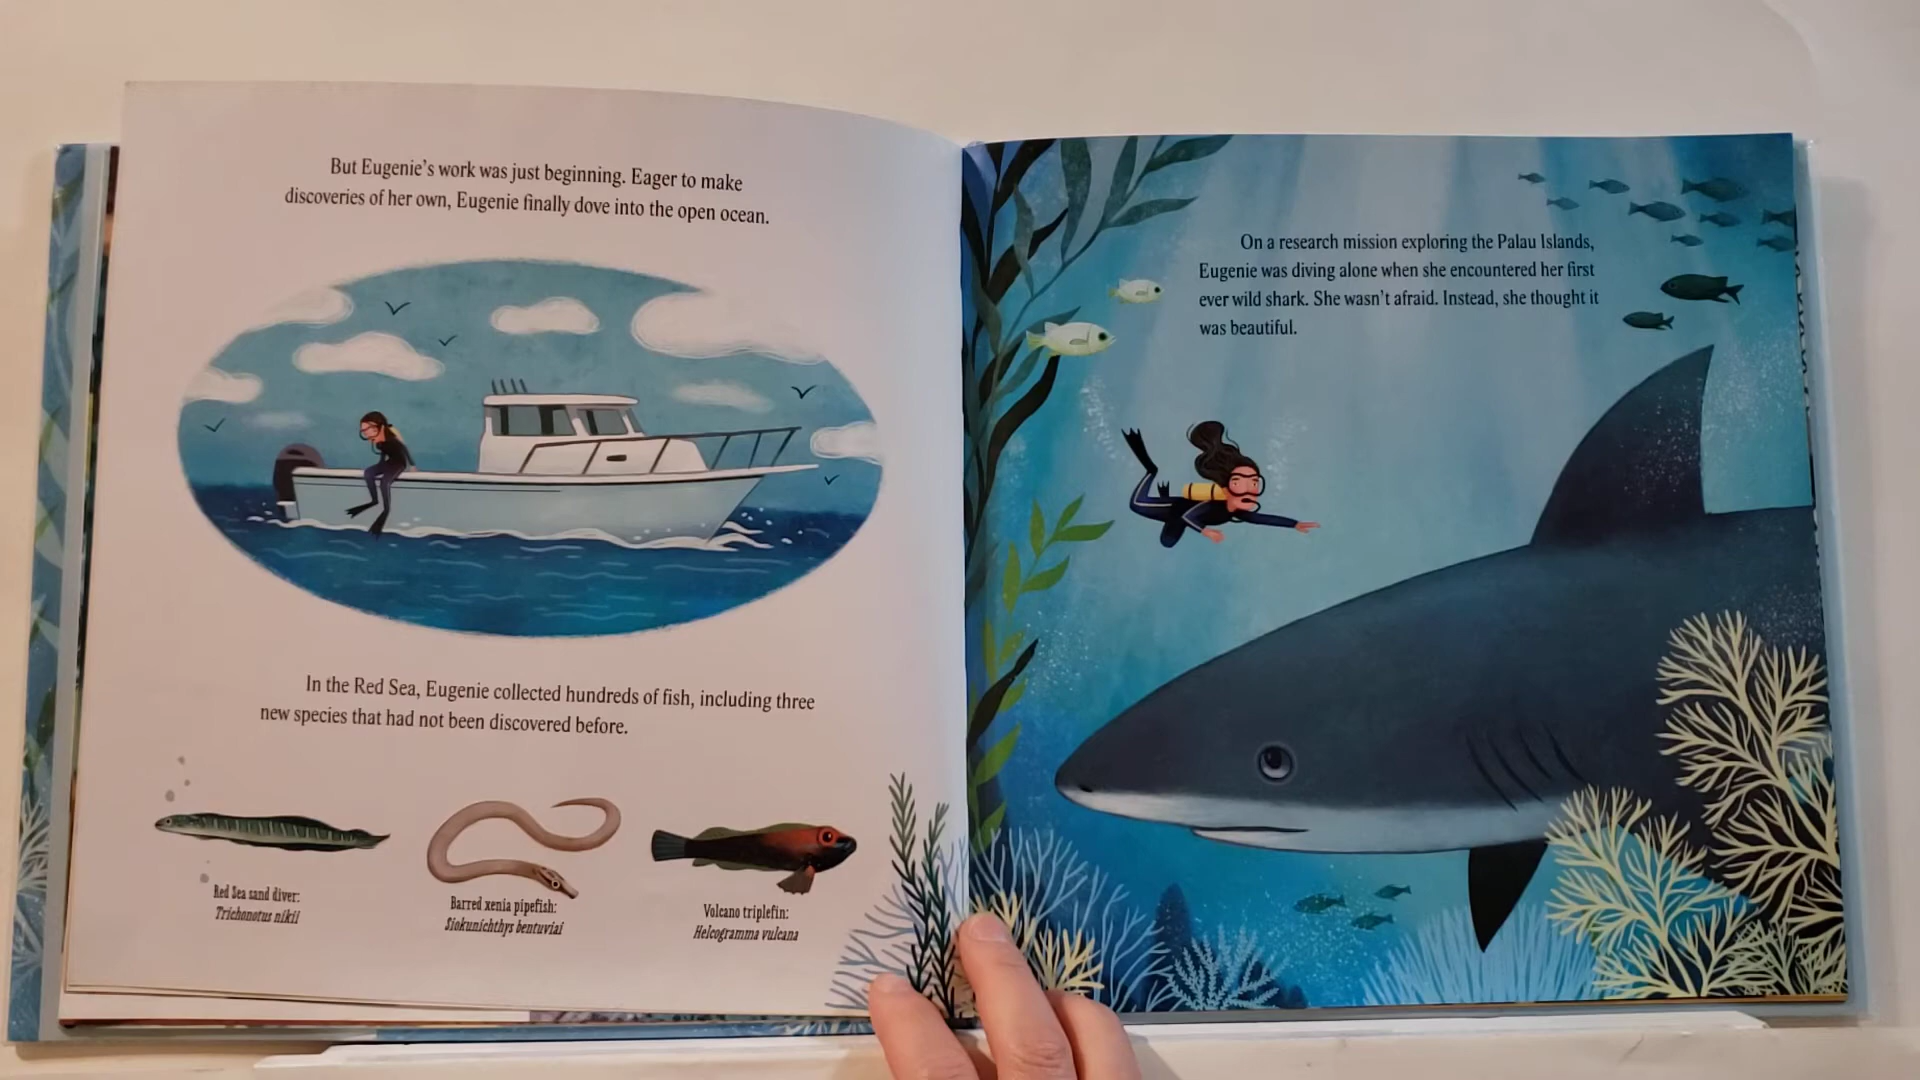 But Eugenie's work was just beginning. Eager to make
discoveries of her own, Eugenie finally dove into the open ocean.
In the Red Sea, Eugenie collected hundreds of fish, including three
new species that had not been discovered before.
Red Sea sand diver:
Trichonotus nikii
Barred xenia pipefish:
Siokunichthys bentuviai
Volcano triplefin:
Helcogramma vulcana
On a research mission exploring the Palau Islands,
Eugenie was diving alone when she encountered her first
ever wild shark. She wasn't afraid. Instead, she thought it
was beautiful.